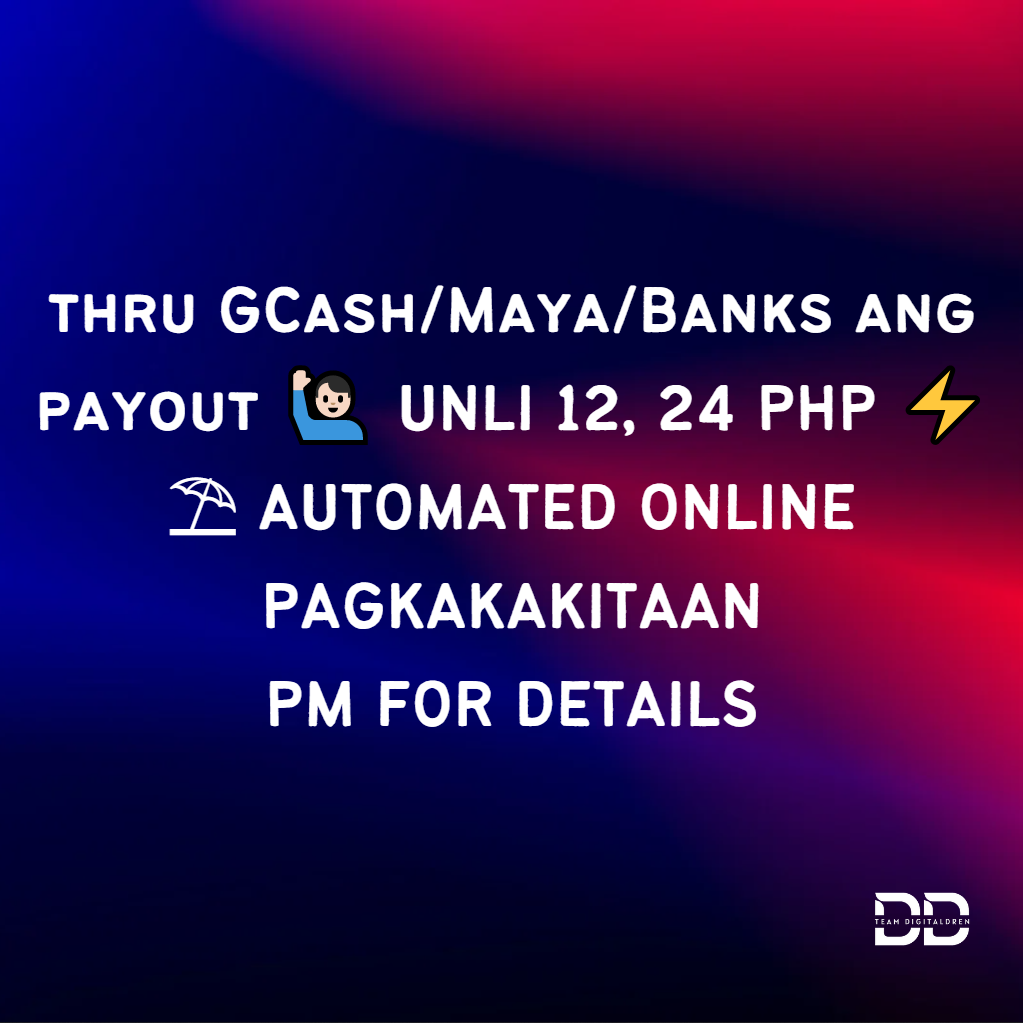 THRU GCASH/MAYA/BANKS ANG
PAYOUT 🙋🏻‍♂️ UNLI 12, 24 PHP ⚡
⛱ AUTOMATED ONLINE
PAGKAKAKITAAN
PM FOR DETAILS
DD
TEAM DIGITALDREN